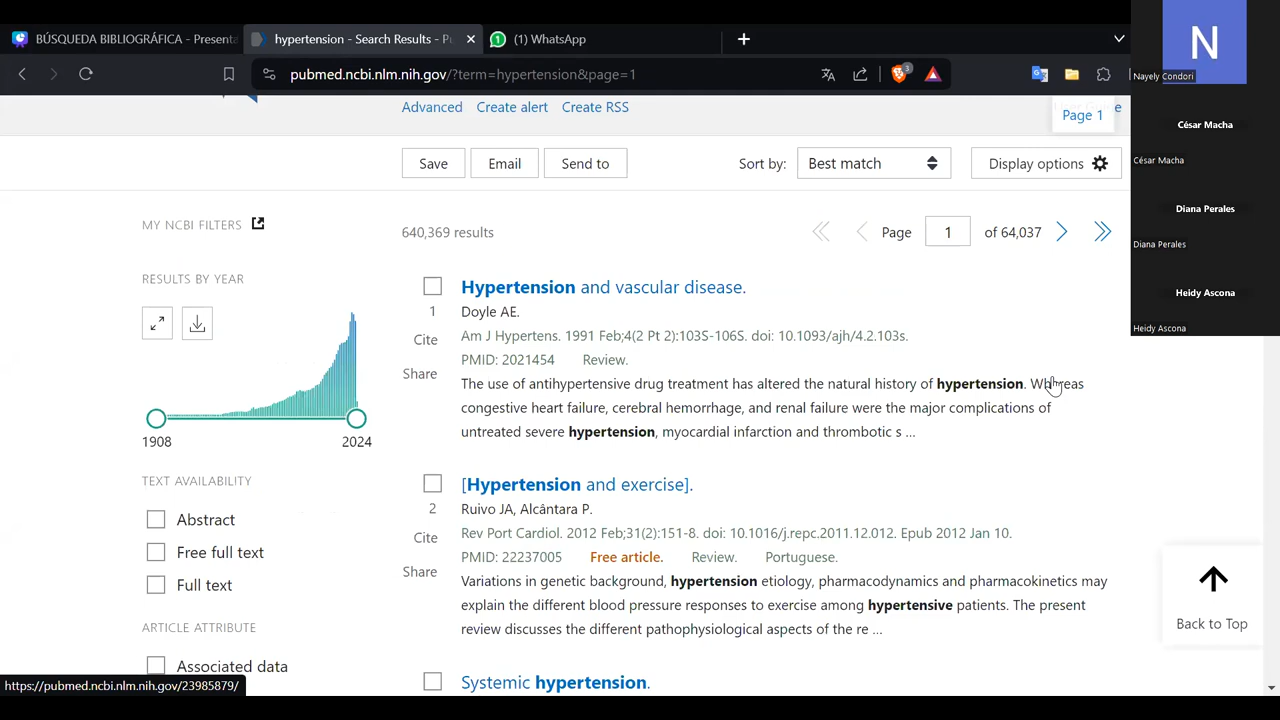 BÚSQUEDA BIBLIOGRÁFICA - Presenta
hypertension - Search Results - P
(1) WhatsApp
pubmed.ncbi.nlm.nih.gov/?term=hypertension&page=1
3
N
Nayely Condori
César Macha
César Macha
Diana Perales
Diana Perales
Heidy Ascona
Heidy Ascona
Advanced
Create alert
Create RSS
Page 1
Save
Email
Send to
Sort by:
Best match
Display options
MY NCBI FILTERS
640,369 results
Page
1
of 64,037
RESULTS BY YEAR
1908
2024
TEXT AVAILABILITY
Abstract
Free full text
Full text
ARTICLE ATTRIBUTE
Associated data
Hypertension and vascular disease.
1
Doyle AE.
Cite
Am J Hypertens. 1991 Feb;4(2 Pt 2):103S-106S. doi: 10.1093/ajh/4.2.103s.
PMID: 2021454 Review.
Share
The use of antihypertensive drug treatment has altered the natural history of hypertension. Whereas
congestive heart failure, cerebral hemorrhage, and renal failure were the major complications of
untreated severe hypertension, myocardial infarction and thrombotic s ...
[Hypertension and exercise].
2
Ruivo JA, Alcântara P.
Cite
Rev Port Cardiol. 2012 Feb;31(2):151-8. doi: 10.1016/j.repc.2011.12.012. Epub 2012 Jan 10.
PMID: 22237005 Free article. Review. Portuguese.
Share
Variations in genetic background, hypertension etiology, pharmacodynamics and pharmacokinetics may
explain the different blood pressure responses to exercise among hypertensive patients. The present
review discusses the different pathophysiological aspects of the re ...
Systemic hypertension.
Back to Top
https://pubmed.ncbi.nlm.nih.gov/23985879/